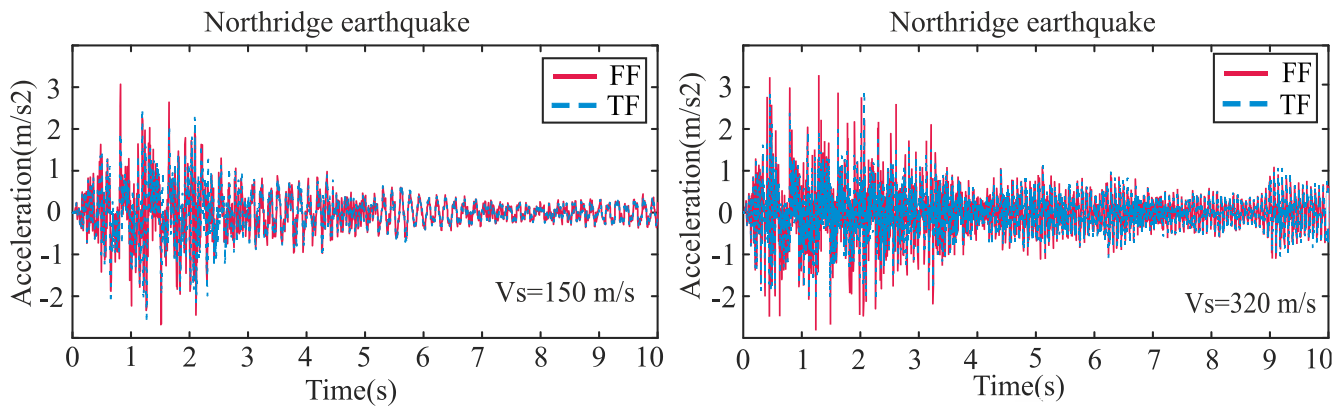 Northridge earthquake
Acceleration(m/s2)
3
2
1
0
-1
-2
FF
TF
Vs=150 m/s
0 1 2 3 4 5 6 7 8 9 10
Time(s)
Northridge earthquake
Acceleration(m/s2)
3
2
1
0
-1
-2
FF
TF
Vs=320 m/s
0 1 2 3 4 5 6 7 8 9 10
Time(s)